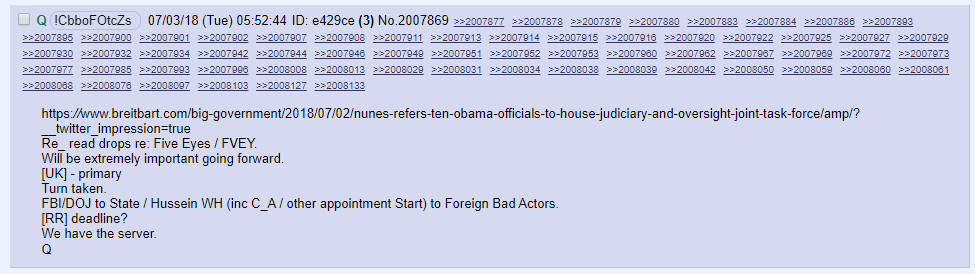 Q !CbboFOtcZs 07/03/18 (Tue) 05:52:44 ID: e429ce (3) No.2007869 >>2007877 >>2007878 >>2007879 >>2007880 >>2007883 >>2007884 >>2007886 >>2007893
>>2007895 >>2007900 >>2007901 >>2007902 >>2007907 >>2007908 >>2007911 >>2007913 >>2007914 >>2007915 >>2007916 >>2007920 >>2007922 >>2007925 >>2007927 >>2007929
>>2007930 >>2007932 >>2007934 >>2007942 >>2007944 >>2007946 >>2007949 >>2007951 >>2007952 >>2007953 >>2007960 >>2007962 >>2007967 >>2007969 >>2007972 >>2007973
>>2007977 >>2007985 >>2007993 >>2007996 >>2008008 >>2008013 >>2008029 >>2008031 >>2008034 >>2008038 >>2008039 >>2008042 >>2008050 >>2008059 >>2008060 >>2008061
>>2008068 >>2008076 >>2008097 >>2008103 >>2008127 >>2008133
https://www.breitbart.com/big-government/2018/07/02/nunes-refers-ten-obama-officials-to-house-judiciary-and-oversight-joint-task-force/amp/?
__twitter_impression=true
Re_ read drops re: Five Eyes / FVEY.
Will be extremely important going forward.
[UK] - primary
Turn taken.
FBI/DOJ to State / Hussein WH (inc C_A / other appointment Start) to Foreign Bad Actors.
[RR] deadline?
We have the server.
Q